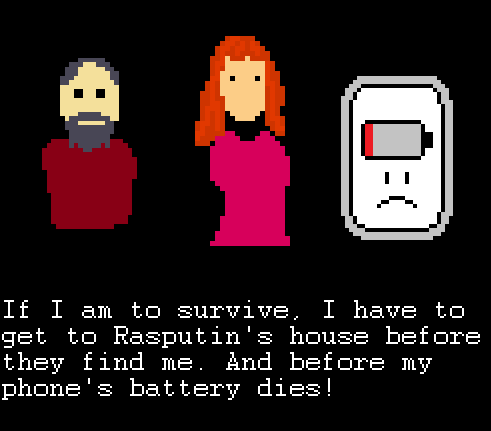 If I am to survive, I have to
get to Rasputin's house before
they find me. And before my
phone's battery dies!